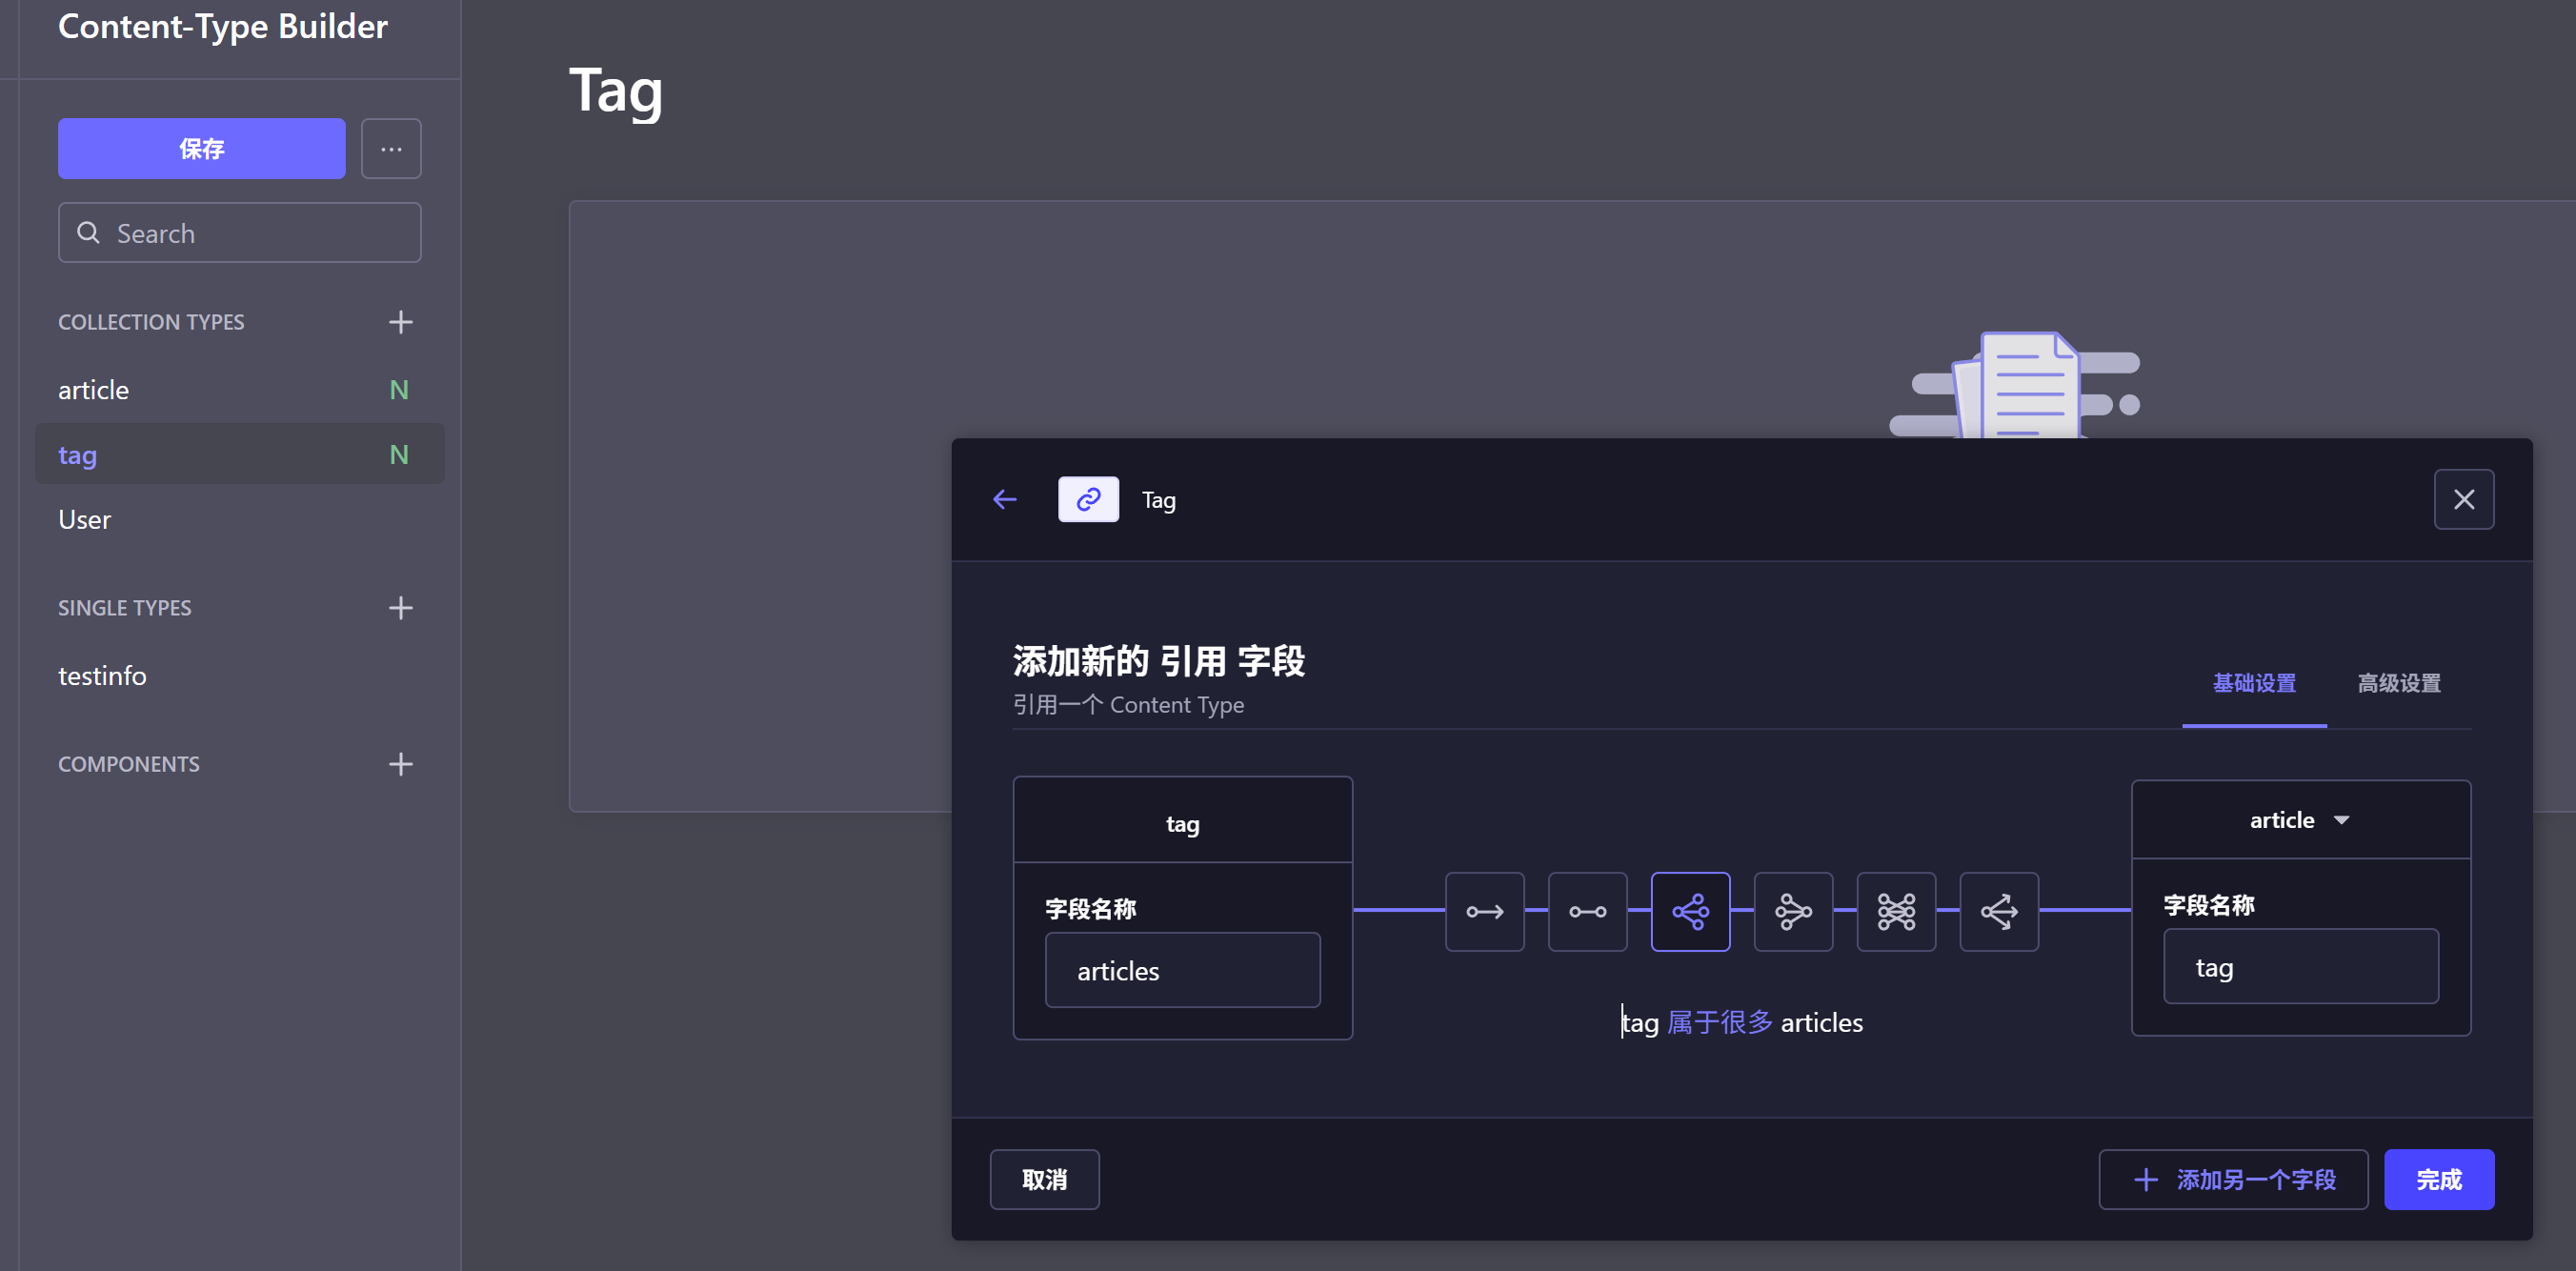 Content-Type Builder
保存
...
Search
COLLECTION TYPES
article N
tag N
User
SINGLE TYPES
testinfo
COMPONENTS
Tag
Tag
添加新的 引用 字段
引用一个 Content Type
基础设置
高级设置
tag
字段名称
articles
tag 属于很多 articles
article
字段名称
tag
取消
添加另一个字段
完成